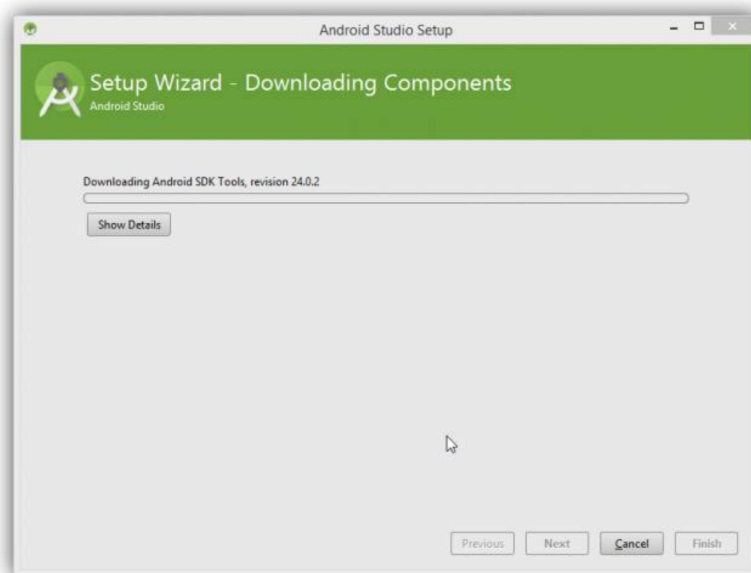 Android Studio Setup
Setup Wizard - Downloading Components
Android Studio
Downloading Android SDK Tools, revision 24.0.2
Show Details
Previous Next Cancel Finish